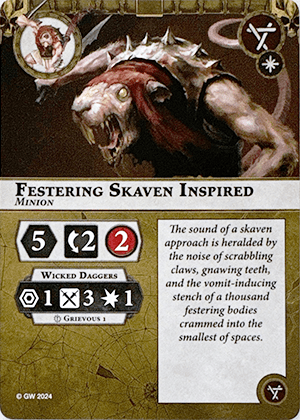 FESTERING SKAVEN INSPIRED
MINION
5 2 2
WICKED DAGGERS
1 3 1
GRIEVOUS 1
The sound of a skaven
approach is heralded by
the noise of scrabbling
claws, gnawing teeth,
and the vomit-inducing
stench of a thousand
festering bodies
crammed into the
smallest of spaces.
© GW 2024